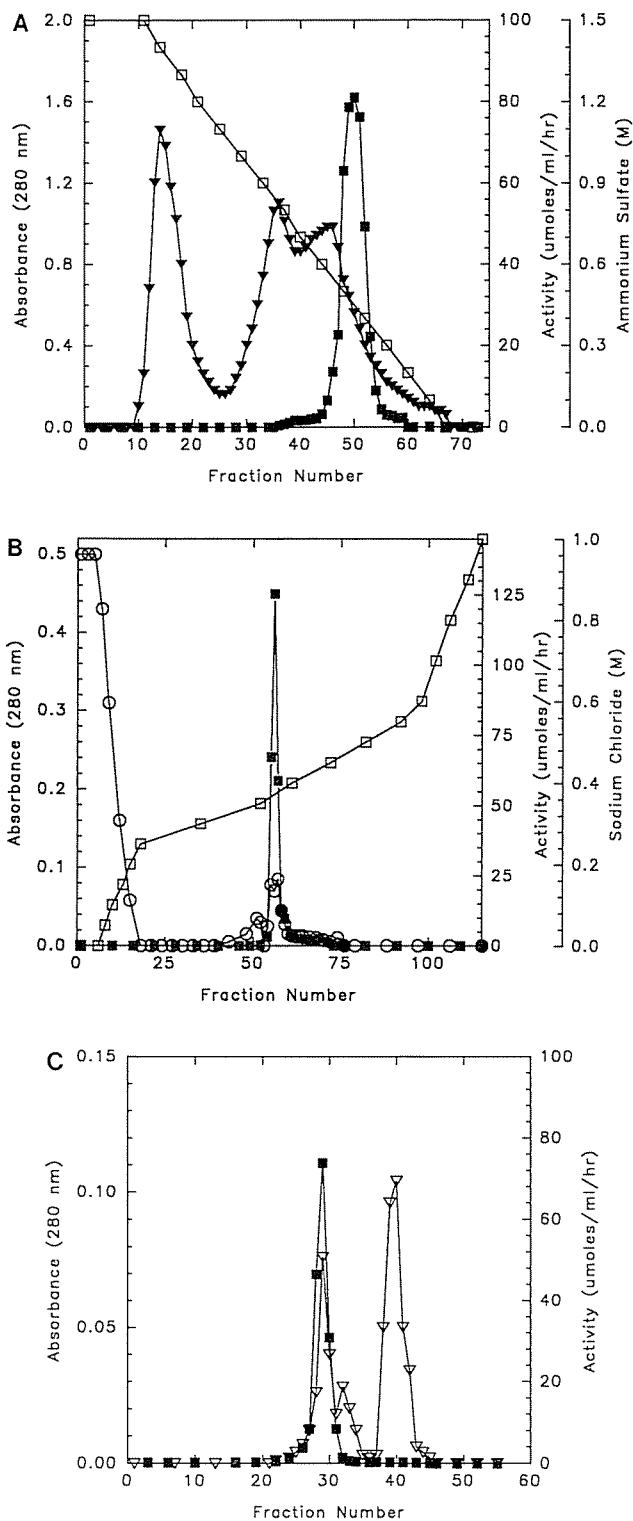 A
2.0
1.6
1.2
0.8
0.4
0.0
Absorbance (280 nm)
0 10 20 30 40 50 60 70
Fraction Number
100
80
60
40
20
0
Activity (umoles/ml/hr)
1.5
1.2
0.9
0.6
0.3
0.0
Ammonium Sulfate (M)
B
0.5
0.4
0.3
0.2
0.1
0.0
Absorbance (280 nm)
0 25 50 75 100
Fraction Number
125
100
75
50
25
0
Activity (umoles/ml/hr)
1.0
0.8
0.6
0.4
0.2
0.0
Sodium Chloride (M)
C
0.15
0.10
0.05
0.00
Absorbance (280 nm)
0 10 20 30 40 50 60
Fraction Number
100
80
60
40
20
0
Activity (umoles/ml/hr)